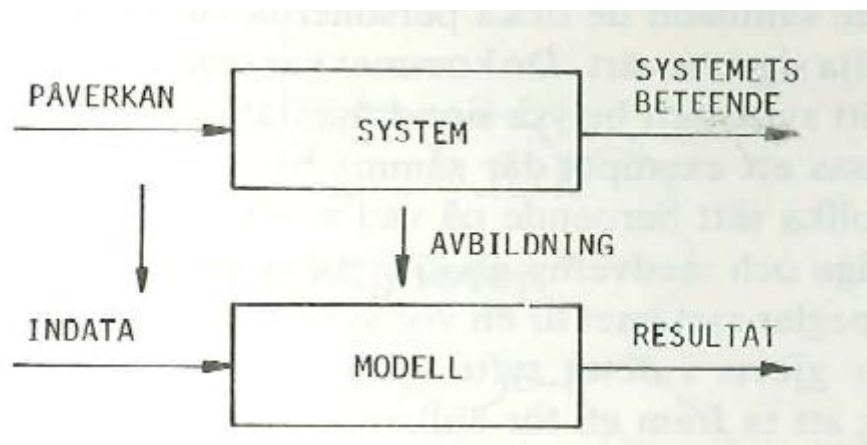 PÅVERKAN
SYSTEM
SYSTEMETS
BETEENDE
AVBILDNING
INDATA
MODELL
RESULTAT